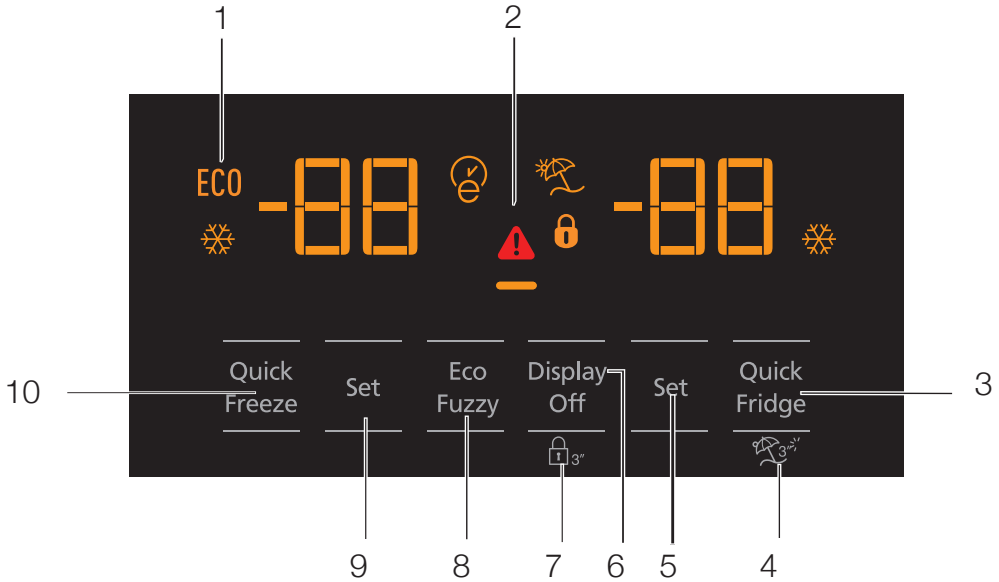 1
2
ECO
-88
e
-88
Quick
Freeze
Set
Eco
Fuzzy
Display
Off
Set
Quick
Fridge
3"
3"
10
3
9
8
7
6
5
4